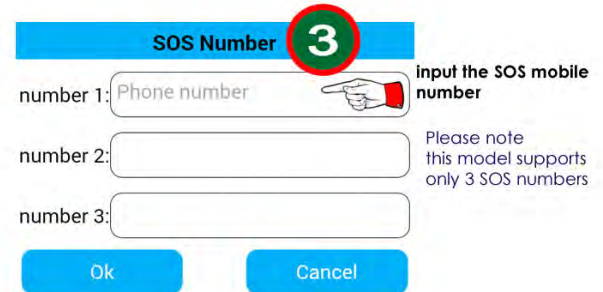 SOS Number
3
number 1:
Phone number
input the SOS mobile
number
number 2:
Please note
this model supports
only 3 SOS numbers
number 3:
Ok
Cancel